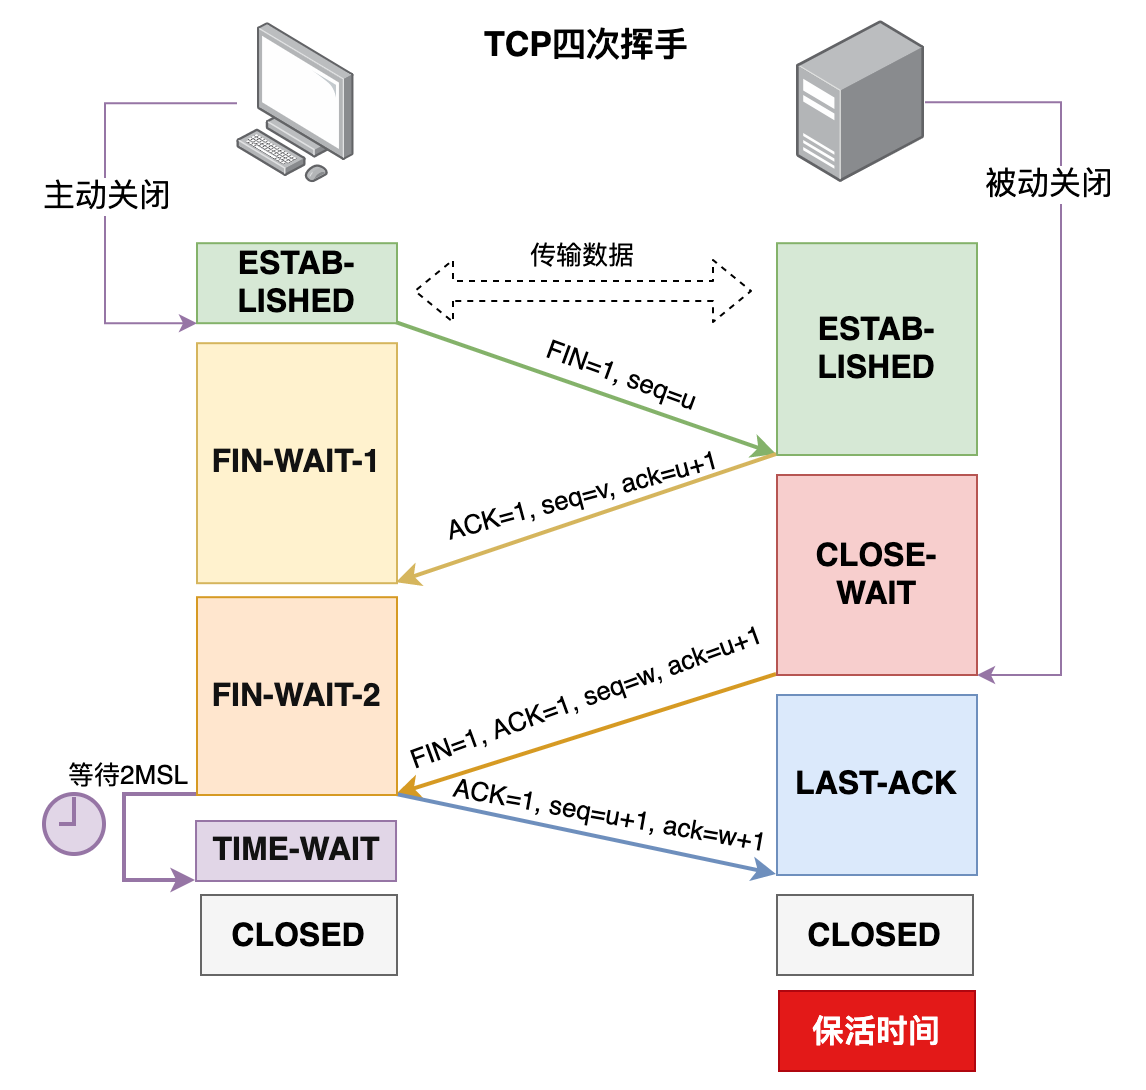 TCP四次挥手
主动关闭
被动关闭
ESTAB-
LISHED
传输数据
ESTAB-
LISHED
FIN=1, seq=u
FIN-WAIT-1
ACK=1, seq=v, ack=u+1
CLOSE-
WAIT
FIN-WAIT-2
FIN=1, ACK=1, seq=w, ack=u+1
等待2MSL
LAST-ACK
ACK=1, seq=u+1, ack=w+1
TIME-WAIT
CLOSED
CLOSED
保活时间